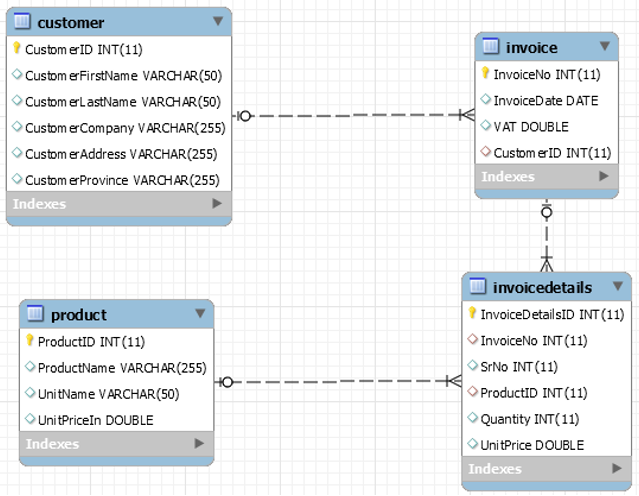 customer
CustomerID INT(11)
CustomerFirstName VARCHAR(50)
CustomerLastName VARCHAR(50)
CustomerCompany VARCHAR(255)
CustomerAddress VARCHAR(255)
CustomerProvince VARCHAR(255)
Indexes
invoice
InvoiceNo INT(11)
InvoiceDate DATE
VAT DOUBLE
CustomerID INT(11)
Indexes
product
ProductID INT(11)
ProductName VARCHAR(255)
UnitName VARCHAR(50)
UnitPriceIn DOUBLE
Indexes
invoicedetails
InvoiceDetailsID INT(11)
InvoiceNo INT(11)
SrNo INT(11)
ProductID INT(11)
Quantity INT(11)
UnitPrice DOUBLE
Indexes